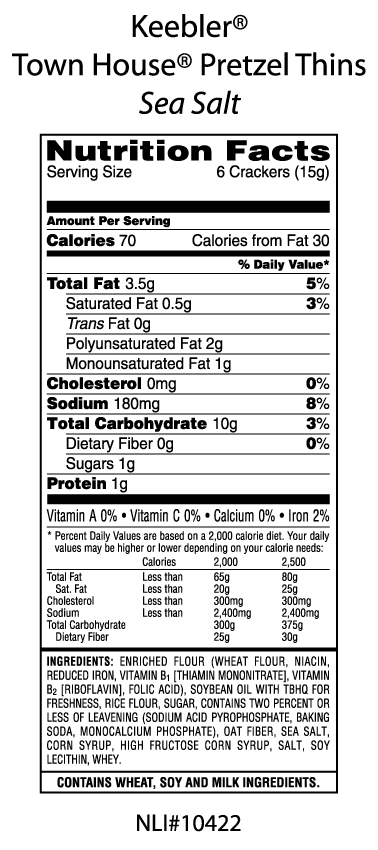 Keebler®
Town House® Pretzel Thins
Sea Salt
Nutrition Facts
Serving Size 6 Crackers (15g)
Amount Per Serving
Calories 70 Calories from Fat 30
% Daily Value*
Total Fat 3.5g 5%
Saturated Fat 0.5g 3%
Trans Fat 0g
Polyunsaturated Fat 2g
Monounsaturated Fat 1g
Cholesterol 0mg 0%
Sodium 180mg 8%
Total Carbohydrate 10g 3%
Dietary Fiber 0g 0%
Sugars 1g
Protein 1g
Vitamin A 0% • Vitamin C 0% • Calcium 0% • Iron 2%
* Percent Daily Values are based on a 2,000 calorie diet. Your daily
values may be higher or lower depending on your calorie needs:
Calories 2,000 2,500
Total Fat Less than 65g 80g
Sat. Fat Less than 20g 25g
Cholesterol Less than 300mg 300mg
Sodium Less than 2,400mg 2,400mg
Total Carbohydrate 300g 375g
Dietary Fiber 25g 30g
INGREDIENTS: ENRICHED FLOUR (WHEAT FLOUR, NIACIN,
REDUCED IRON, VITAMIN B1 [THIAMIN MONONITRATE], VITAMIN
B2 [RIBOFLAVIN], FOLIC ACID), SOYBEAN OIL WITH TBHQ FOR
FRESHNESS, RICE FLOUR, SUGAR, CONTAINS TWO PERCENT OR
LESS OF LEAVENING (SODIUM ACID PYROPHOSPHATE, BAKING
SODA, MONOCALCIUM PHOSPHATE), OAT FIBER, SEA SALT,
CORN SYRUP, HIGH FRUCTOSE CORN SYRUP, SALT, SOY
LECITHIN, WHEY.
CONTAINS WHEAT, SOY AND MILK INGREDIENTS.
NLI#10422